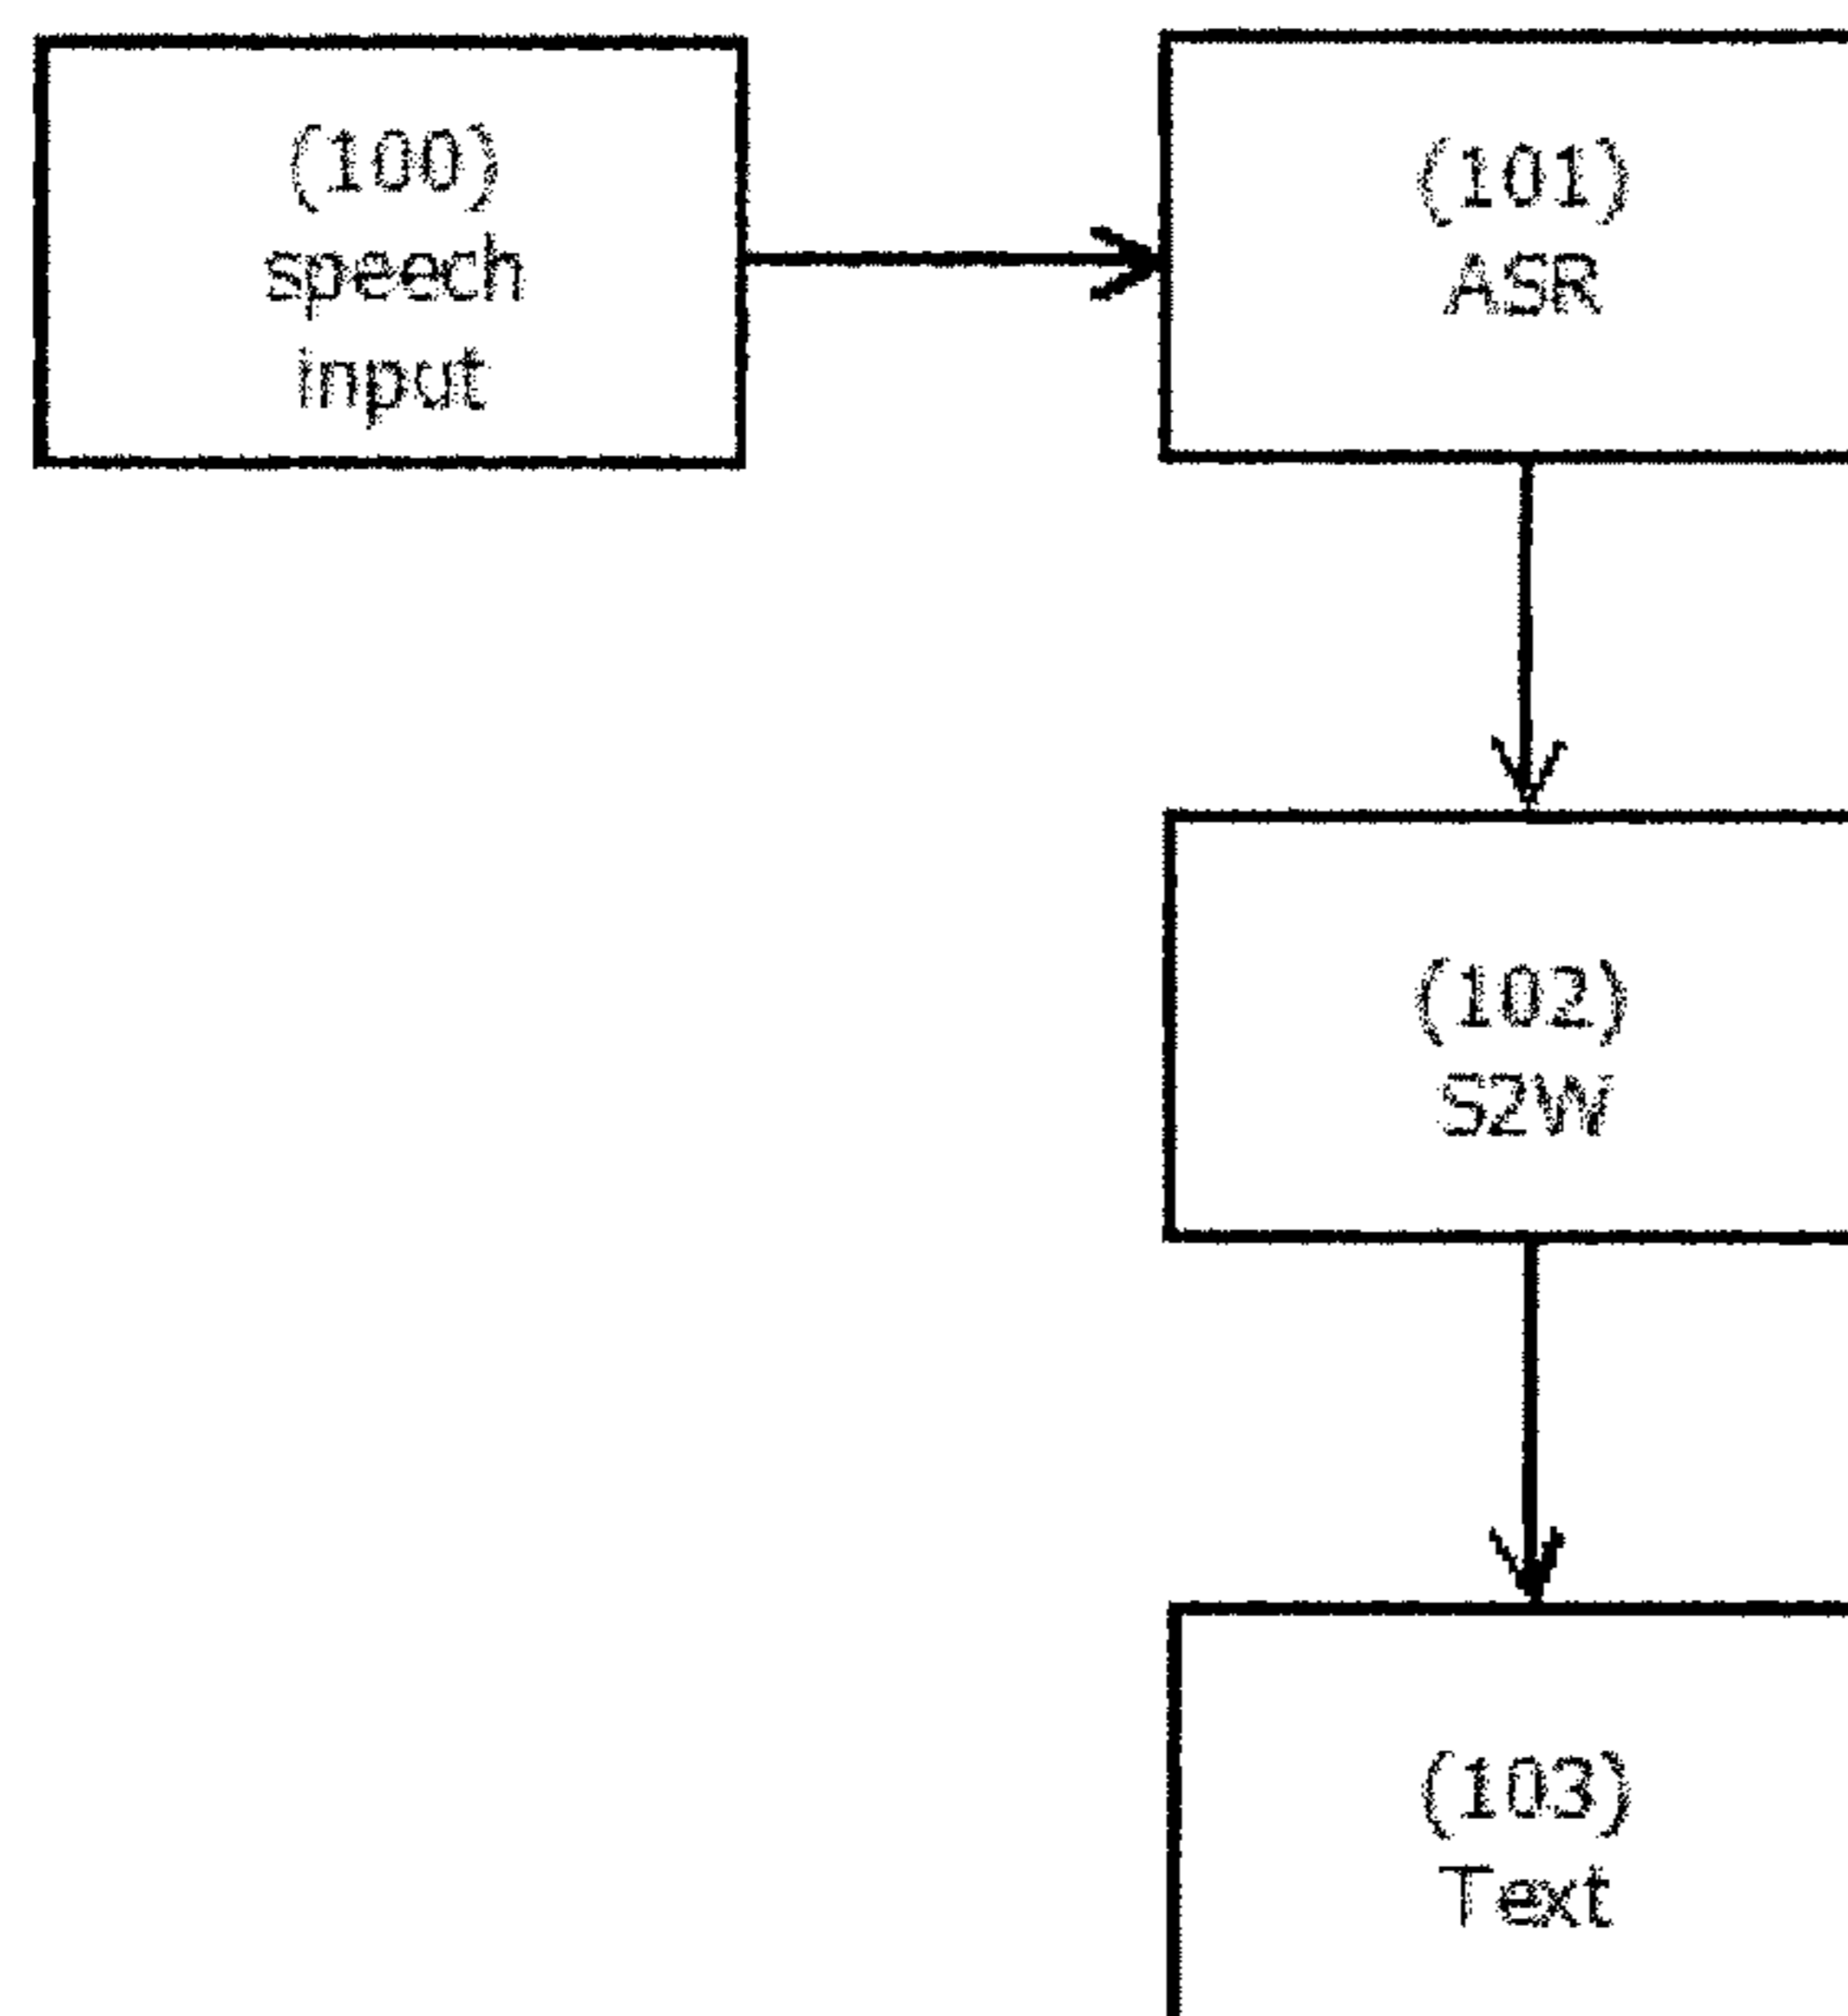 (100)
speech
input
(101)
ASR
(102)
S2W
(103)
Text